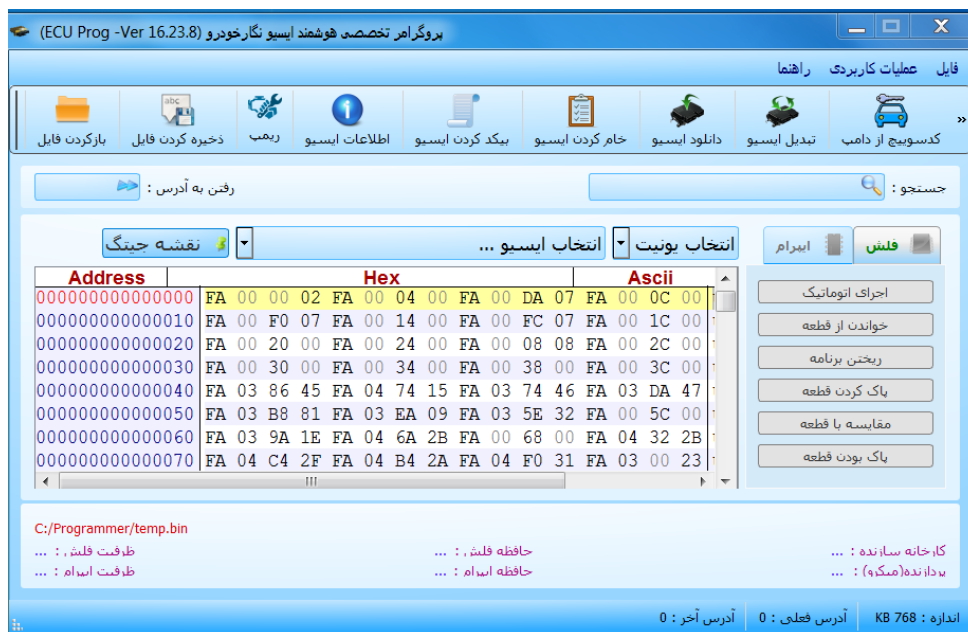 پروگرامر تخصصی هوشمند ایسیو نگارخودرو (ECU Prog -Ver 16.23.8)
فایل عملیات کاربردی راهنما
کدسوییچ از دامپ تبدیل ایسیو دانلود ایسیو خام کردن ایسیو بیکد کردن ایسیو اطلاعات ایسیو ریمپ ذخیره کردن فایل بازکردن فایل
جستجو : رفتن به آدرس :
فلش ایپرام انتخاب یونیت انتخاب ایسیو ... نقشه جیتگ
Address Hex Ascii
0000000000000000 FA 00 00 02 FA 00 04 00 FA 00 DA 07 FA 00 0C 00
0000000000000010 FA 00 F0 07 FA 00 14 00 FA 00 FC 07 FA 00 1C 00
0000000000000020 FA 00 20 00 FA 00 24 00 FA 00 08 08 FA 00 2C 00
0000000000000030 FA 00 30 00 FA 00 34 00 FA 00 38 00 FA 00 3C 00
0000000000000040 FA 03 86 45 FA 04 74 15 FA 03 74 46 FA 03 DA 47
0000000000000050 FA 03 B8 81 FA 03 EA 09 FA 03 5E 32 FA 00 5C 00
0000000000000060 FA 03 9A 1E FA 04 6A 2B FA 00 68 00 FA 04 32 2B
0000000000000070 FA 04 C4 2F FA 04 B4 2A FA 04 F0 31 FA 03 00 23
اجرای اتوماتیک
خواندن از قطعه
ریختن برنامه
پاک کردن قطعه
مقایسه با قطعه
پاک بودن قطعه
C:/Programmer/temp.bin
کارخانه سازنده : ... حافظه فلش : ... ظرفیت فلش : ...
پردازنده(میکرو) : ... حافظه ایپرام : ... ظرفیت ایپرام : ...
اندازه : 768 KB آدرس فعلی : 0 آدرس آخر : 0